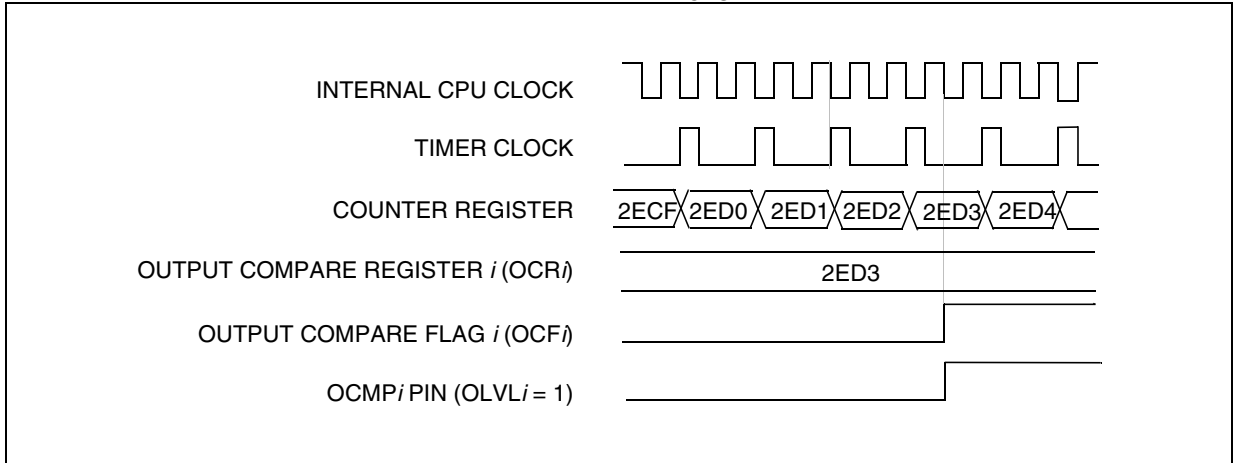 INTERNAL CPU CLOCK
TIMER CLOCK
COUNTER REGISTER 2ECF 2ED0 2ED1 2ED2 2ED3 2ED4
OUTPUT COMPARE REGISTER i (OCRi) 2ED3
OUTPUT COMPARE FLAG i (OCFi)
OCMPi PIN (OLVLi = 1)